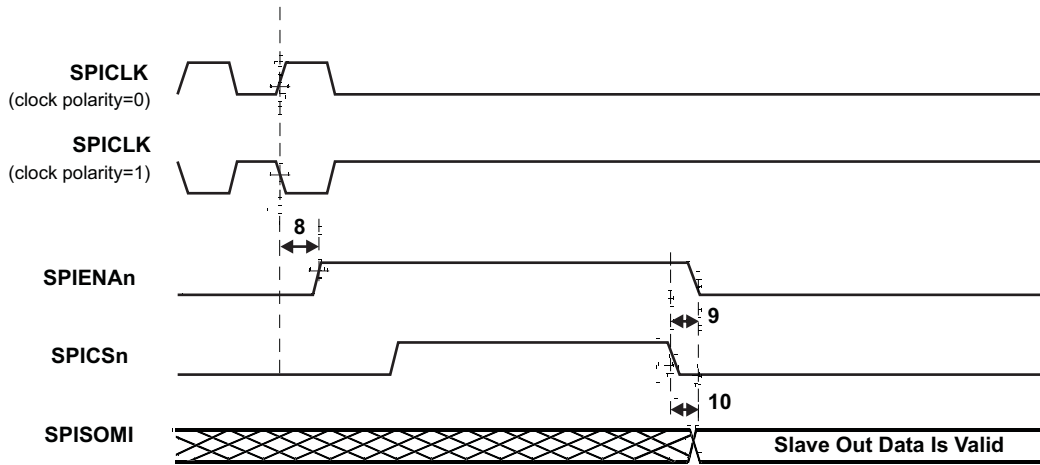 SPICLK
(clock polarity=0)
SPICLK
(clock polarity=1)
8
SPIENAn
9
SPICSn
10
SPISOMI
Slave Out Data Is Valid